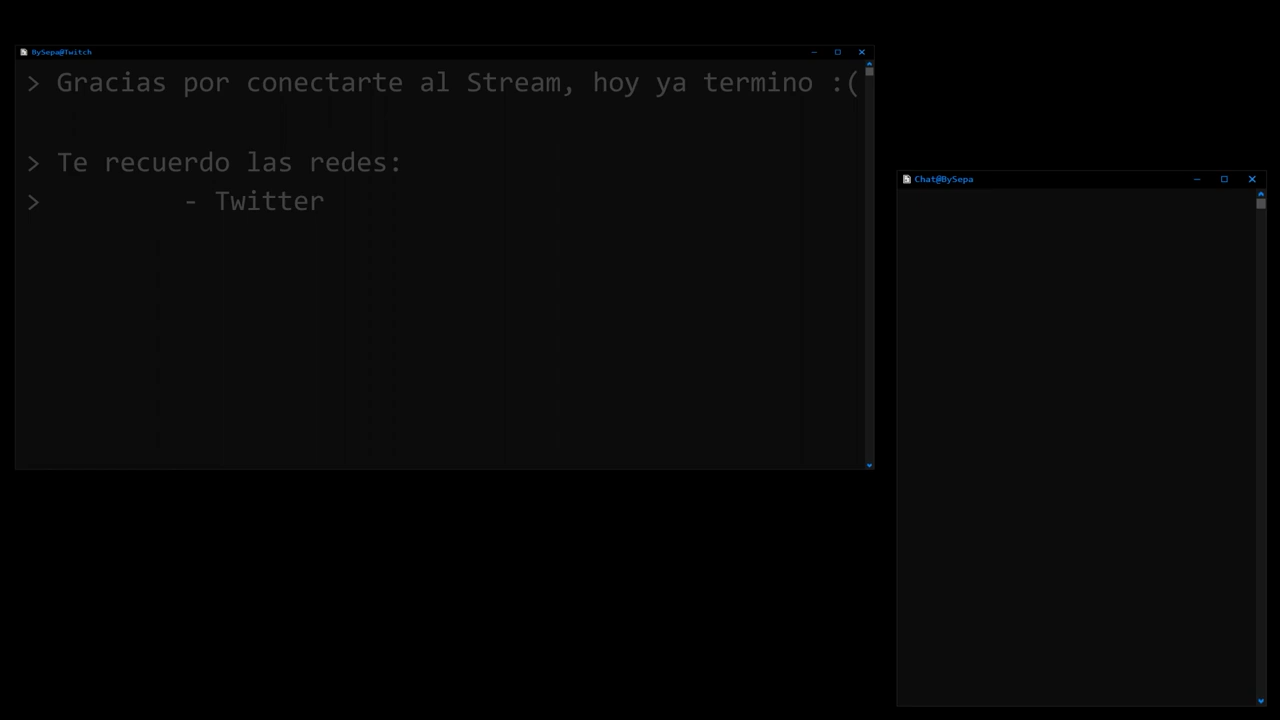 BySepa@Twitch
> Gracias por conectarte al Stream, hoy ya termino :(
> Te recuerdo las redes:
> - Twitter
Chat@BySepa